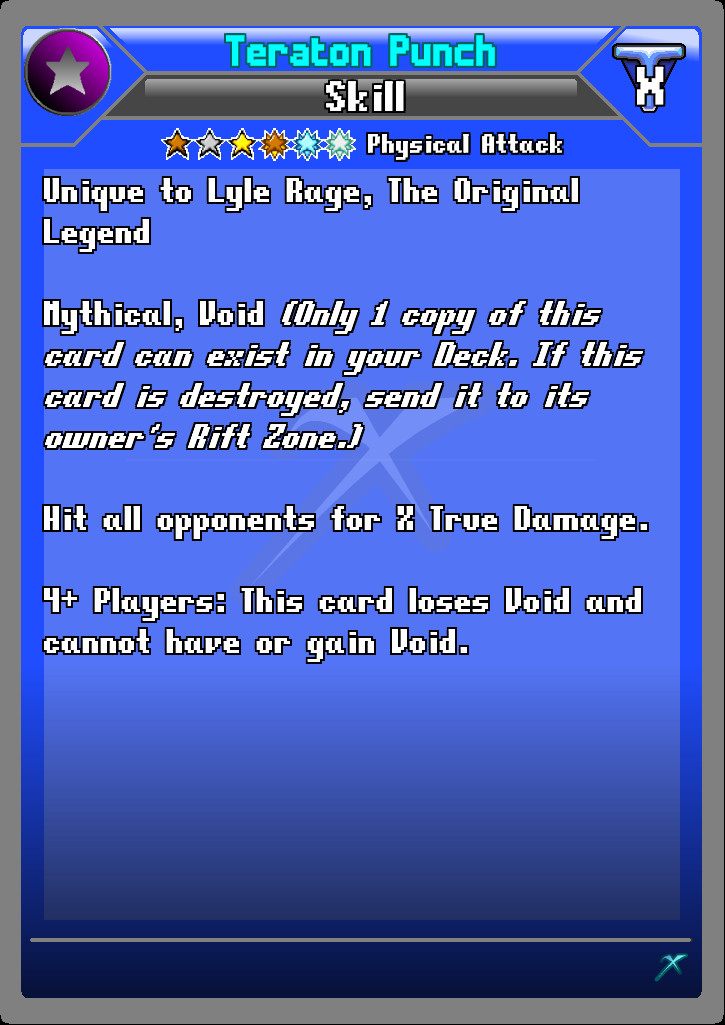 Teraton Punch
Skill
X
Physical Attack
Unique to Lyle Rage, The Original
Legend
Mythical, Void (Only 1 copy of this
card can exist in your Deck. If this
card is destroyed, send it to its
owner's Rift Zone.)
Hit all opponents for X True Damage.
4+ Players: This card loses Void and
cannot have or gain Void.